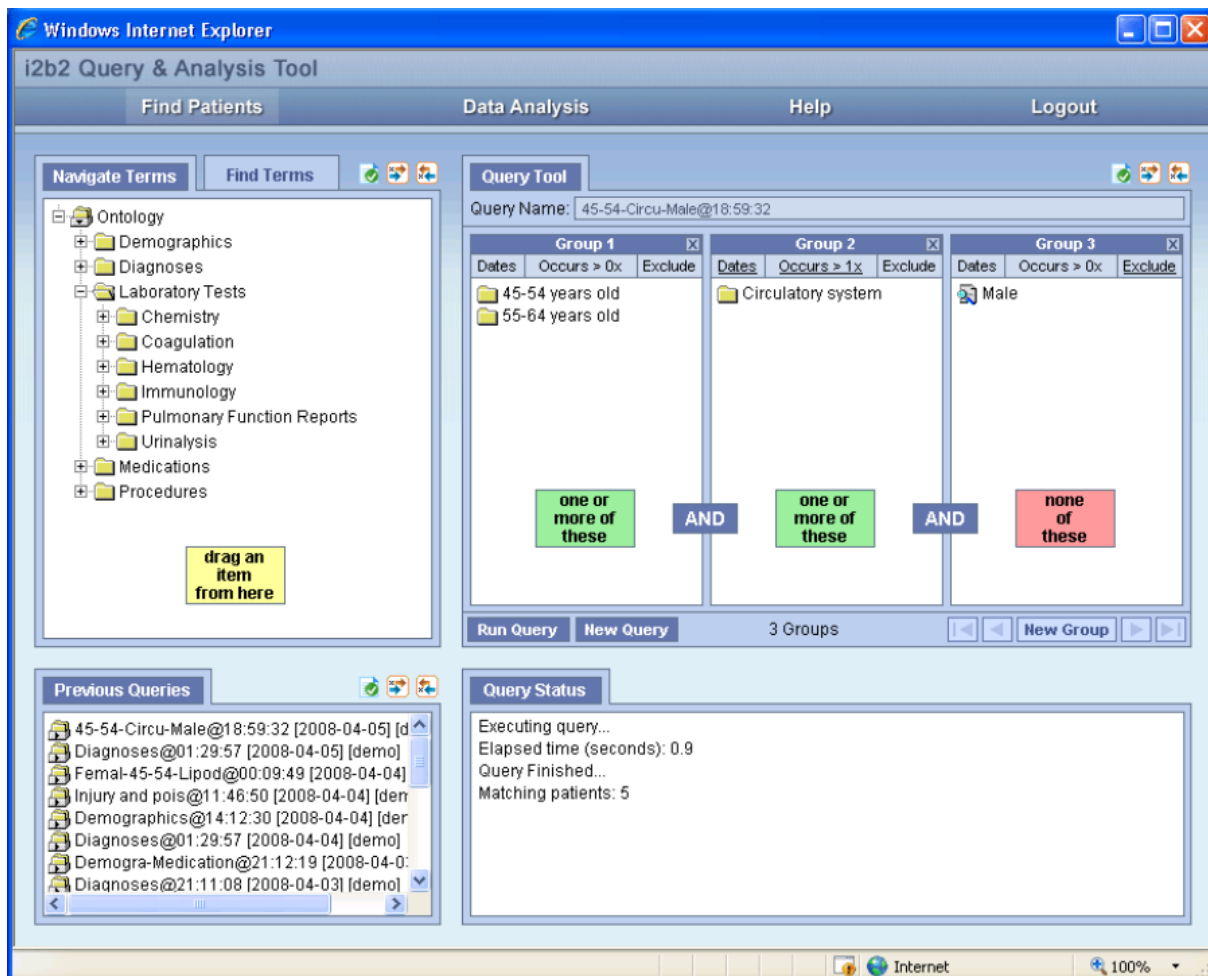 Windows Internet Explorer
i2b2 Query & Analysis Tool
Find Patients Data Analysis Help Logout
Navigate Terms Find Terms
Ontology
Demographics
Diagnoses
Laboratory Tests
Chemistry
Coagulation
Hematology
Immunology
Pulmonary Function Reports
Urinalysis
Medications
Procedures
drag an
item
from here
Query Tool
Query Name: 45-54-Circu-Male@18:59:32
Group 1 Group 2 Group 3
Dates Occurs > 0x Exclude Dates Occurs > 1x Exclude Dates Occurs > 0x Exclude
45-54 years old Circulatory system Male
55-64 years old
one or
more of
these
AND
one or
more of
these
AND
none
of
these
Run Query New Query 3 Groups New Group
Previous Queries
45-54-Circu-Male@18:59:32 [2008-04-05] [d
Diagnoses@01:29:57 [2008-04-05] [demo]
Femal-45-54-Lipod@00:09:49 [2008-04-04]
Injury and pois@11:46:50 [2008-04-04] [den
Demographics@14:12:30 [2008-04-04] [der
Diagnoses@01:29:57 [2008-04-04] [demo]
Demogra-Medication@21:12:19 [2008-04-0
Diagnoses@21:11:08 [2008-04-03] [demo]
Query Status
Executing query...
Elapsed time (seconds): 0.9
Query Finished...
Matching patients: 5
Internet 100%